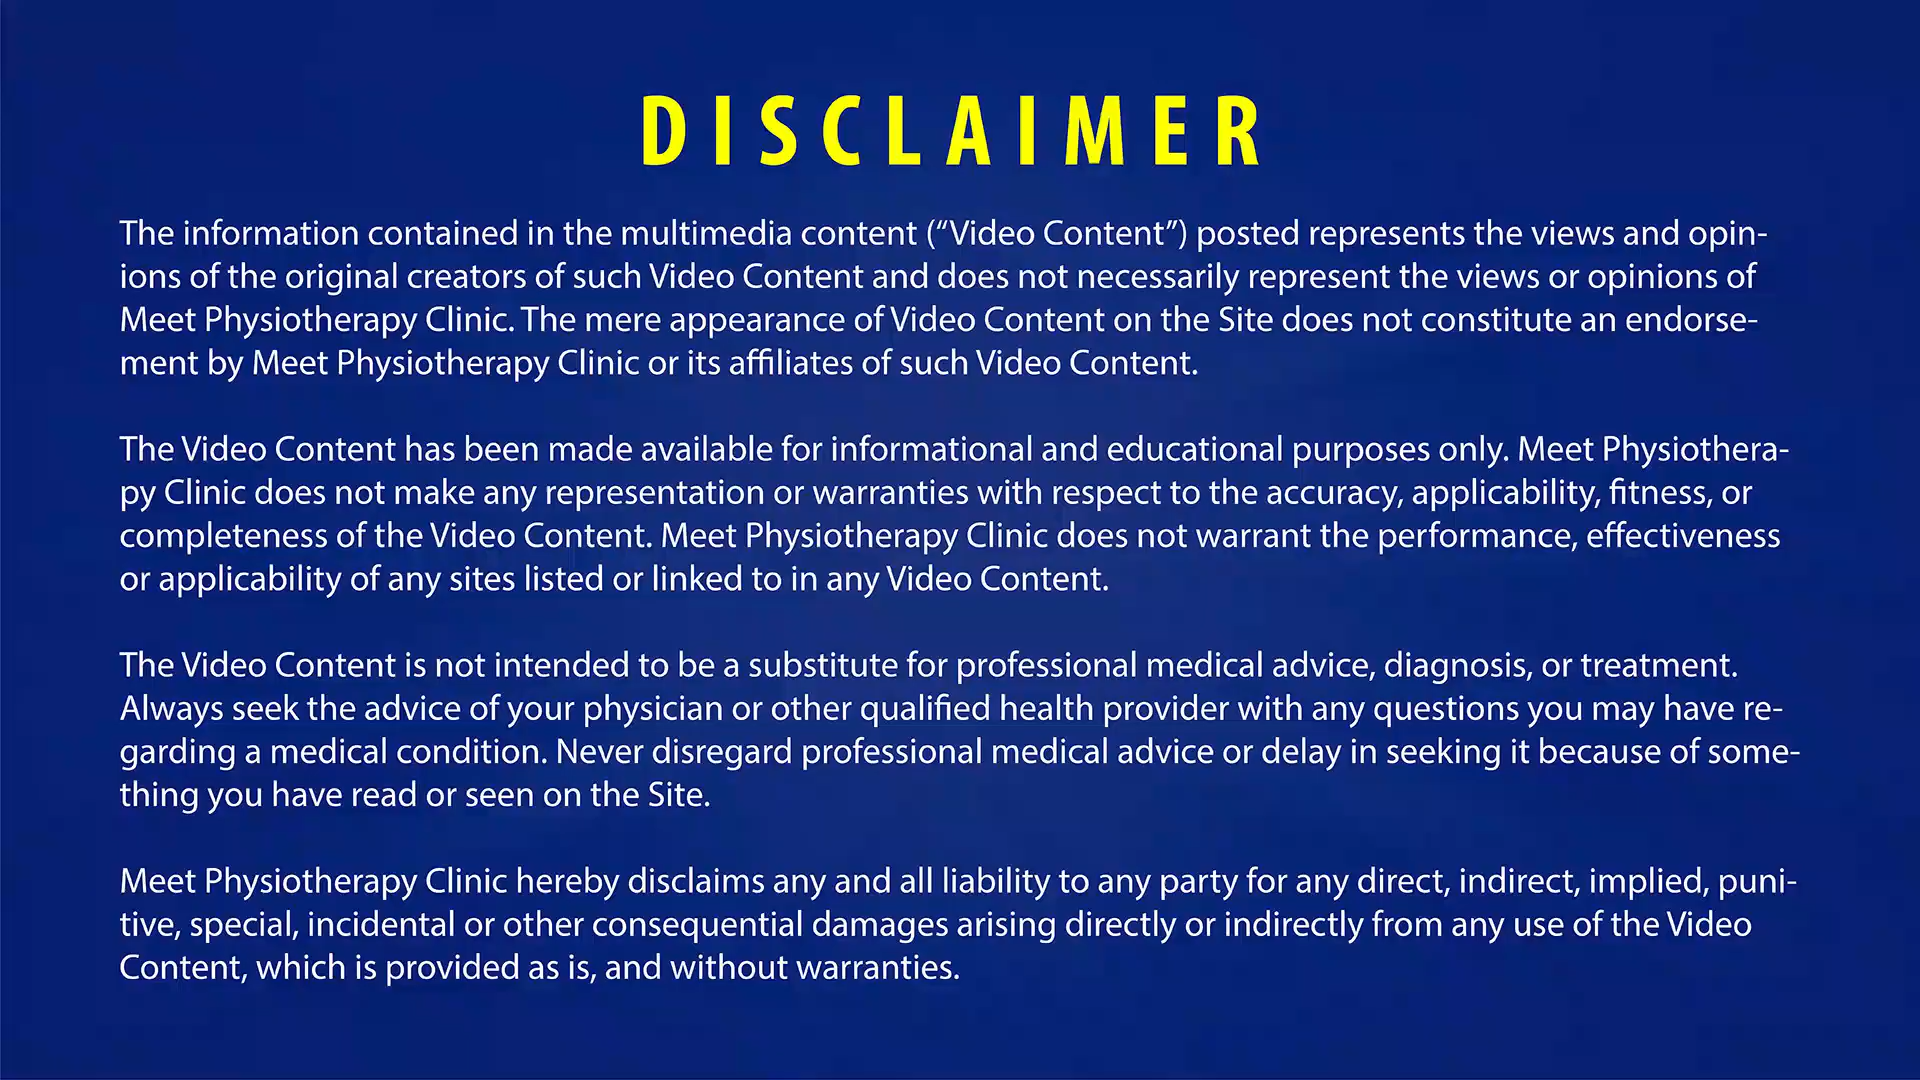 DISCLAIMER
The information contained in the multimedia content (“Video Content”) posted represents the views and opin-
ions of the original creators of such Video Content and does not necessarily represent the views or opinions of
Meet Physiotherapy Clinic. The mere appearance of Video Content on the Site does not constitute an endorse-
ment by Meet Physiotherapy Clinic or its affiliates of such Video Content.
The Video Content has been made available for informational and educational purposes only. Meet Physiothera-
py Clinic does not make any representation or warranties with respect to the accuracy, applicability, fitness, or
completeness of the Video Content. Meet Physiotherapy Clinic does not warrant the performance, effectiveness
or applicability of any sites listed or linked to in any Video Content.
The Video Content is not intended to be a substitute for professional medical advice, diagnosis, or treatment.
Always seek the advice of your physician or other qualified health provider with any questions you may have re-
garding a medical condition. Never disregard professional medical advice or delay in seeking it because of some-
thing you have read or seen on the Site.
Meet Physiotherapy Clinic hereby disclaims any and all liability to any party for any direct, indirect, implied, puni-
tive, special, incidental or other consequential damages arising directly or indirectly from any use of the Video
Content, which is provided as is, and without warranties.